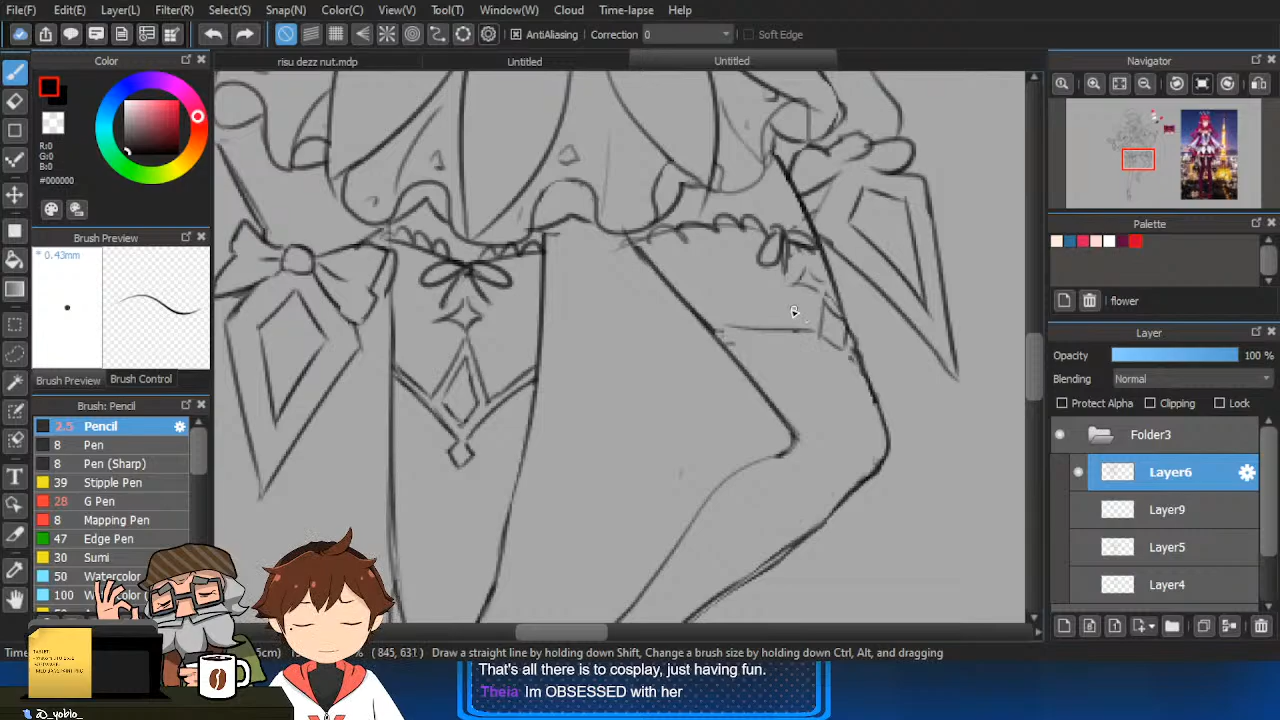 File(F) Edit(E) Layer(L) Filter(R) Select(S) Snap(N) Color(C) View(V) Tool(T) Window(W) Cloud Time-lapse Help
AntiAliasing Correction 0 Soft Edge
Color
risu dezz nut.mdp Untitled Untitled
Navigator
R:0
G:0
B:0
#000000
Brush Preview
* 0.43mm
Palette
flower
Layer
Opacity 100 %
Brush Preview Brush Control
Blending Normal
Protect Alpha Clipping Lock
Brush: Pencil
2.5 Pencil
8 Pen
8 Pen (Sharp)
39 Stipple Pen
28 G Pen
8 Mapping Pen
47 Edge Pen
30 Sumi
50 Watercolor
100 Waterco
Folder3
Layer6
Layer9
Layer5
Layer4
(845, 631) Draw a straight line by holding down Shift, Change a brush size by holding down Ctrl, Alt, and dragging
That's all there is to cosplay, just having fun.
Theia Im OBSESSED with her